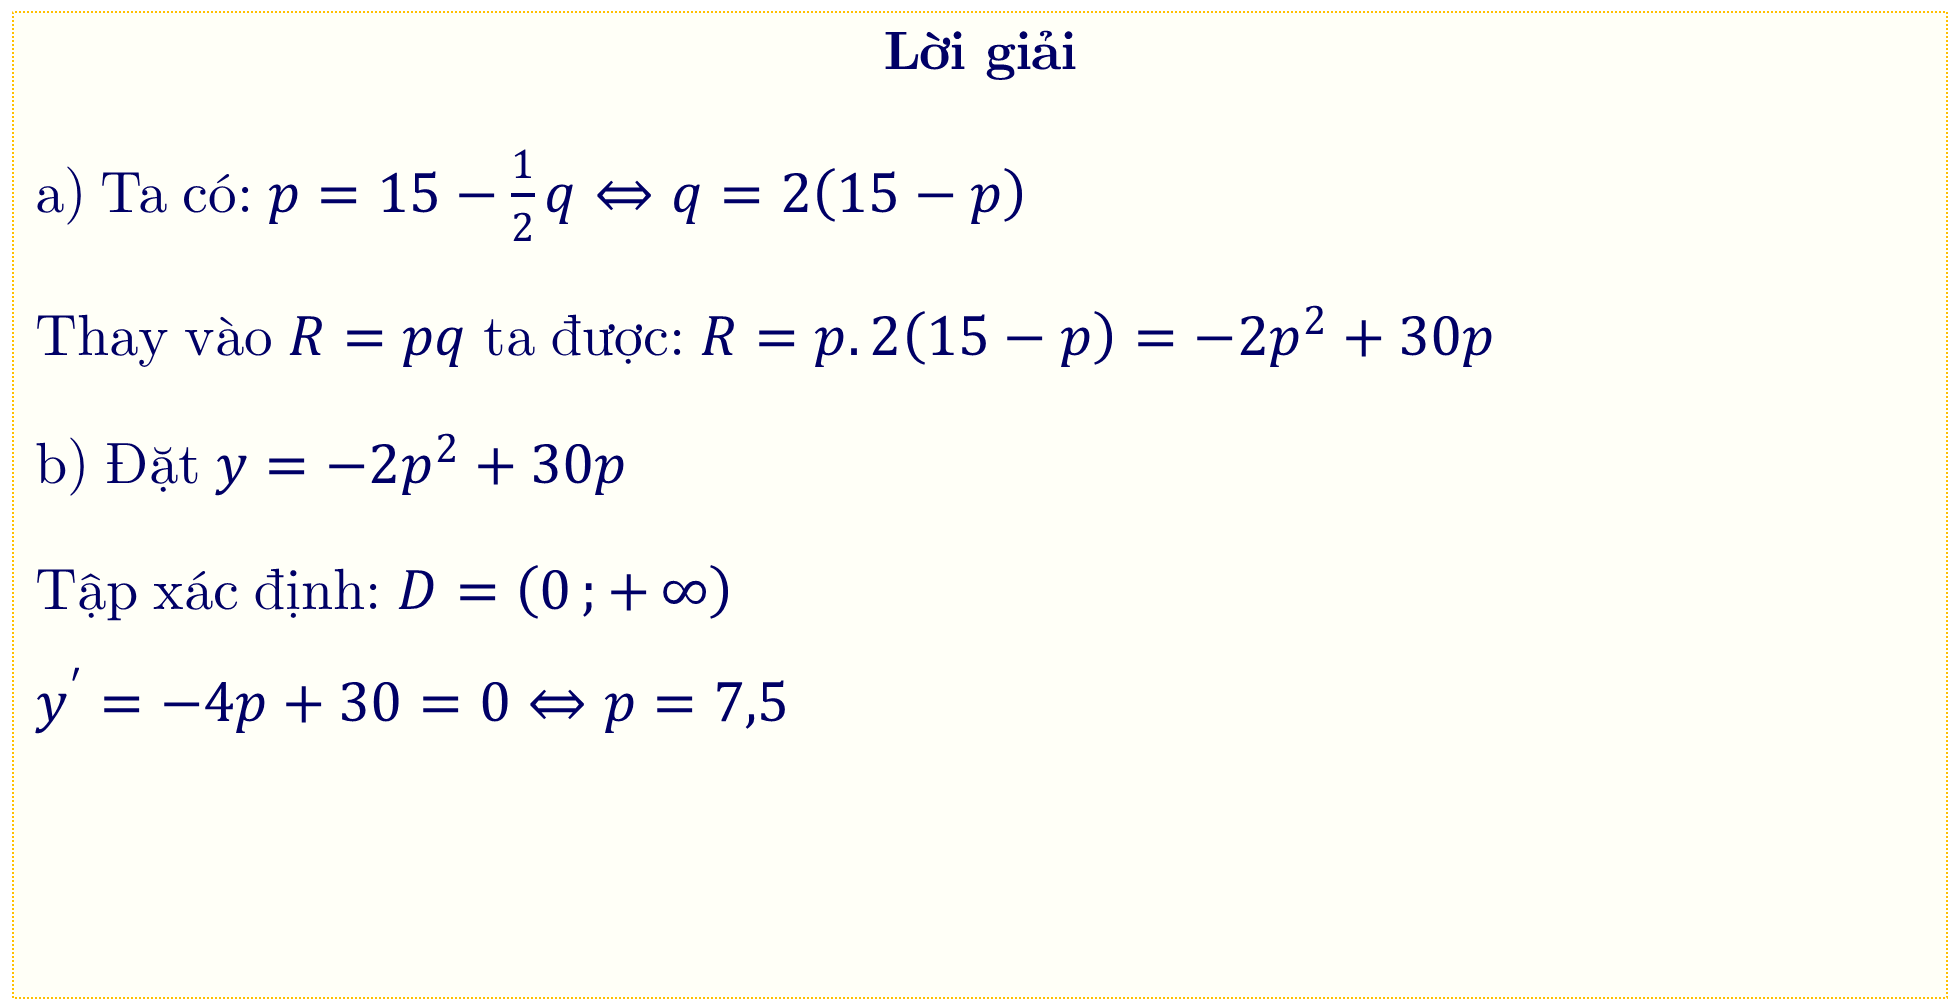 Lời giải
a) Ta có: p = 15 − 1/2 q ⇔ q = 2(15 − p)
Thay vào R = pq ta được: R = p. 2(15 − p) = −2p² + 30p
b) Đặt y = −2p² + 30p
Tập xác định: D = (0 ; + ∞)
y′ = −4p + 30 = 0 ⇔ p = 7,5